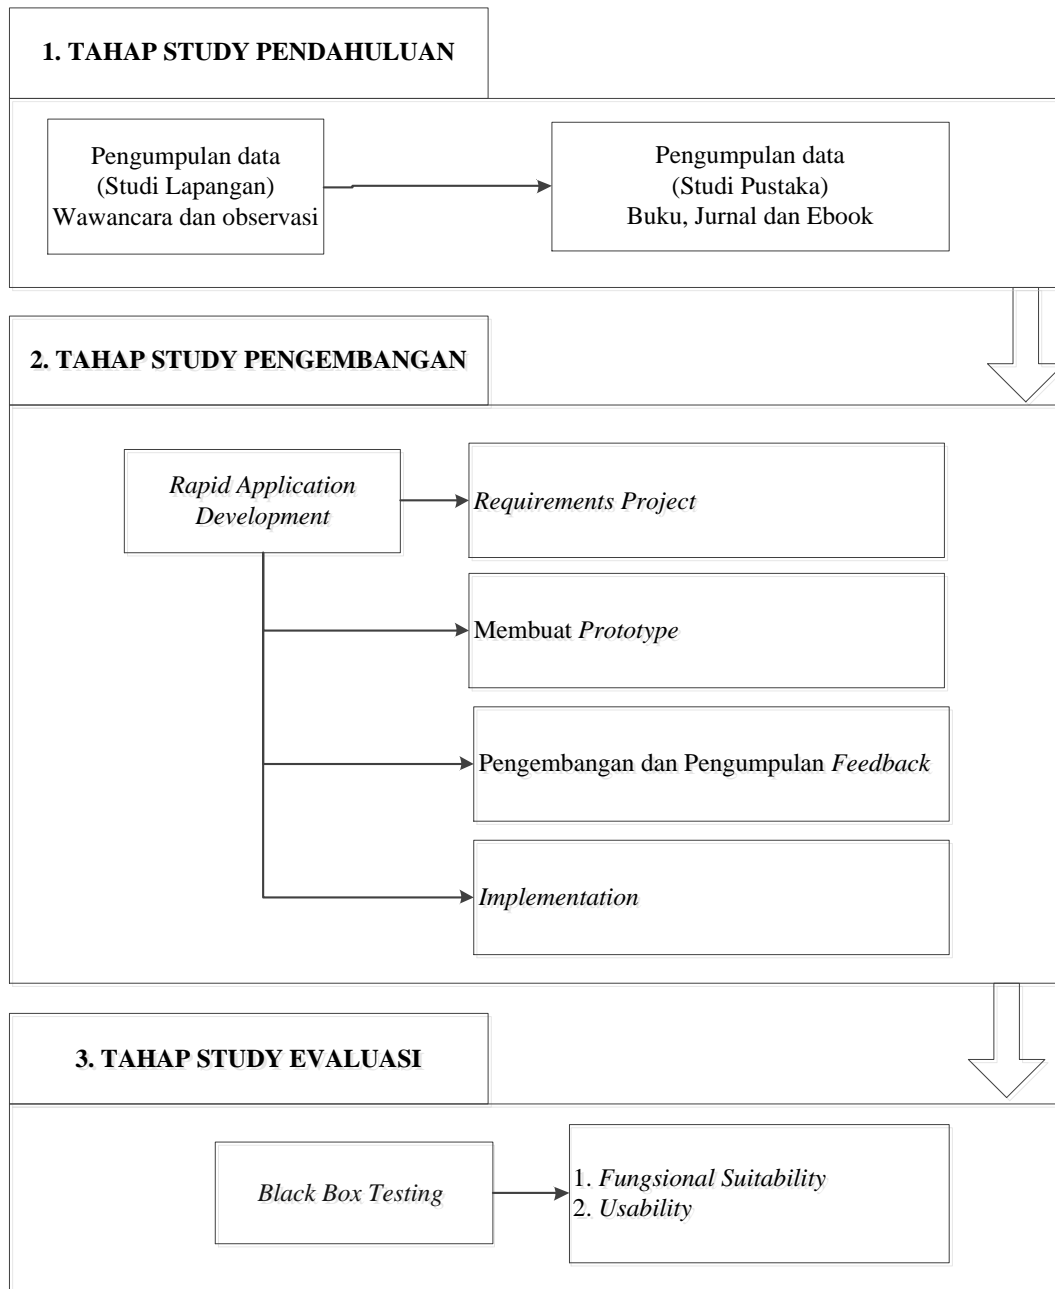 1. TAHAP STUDY PENDAHULUAN
Pengumpulan data
(Studi Lapangan)
Wawancara dan observasi
Pengumpulan data
(Studi Pustaka)
Buku, Jurnal dan Ebook
2. TAHAP STUDY PENGEMBANGAN
Rapid Application
Development
Requirements Project
Membuat Prototype
Pengembangan dan Pengumpulan Feedback
Implementation
3. TAHAP STUDY EVALUASI
Black Box Testing
1. Fungsional Suitability
2. Usability